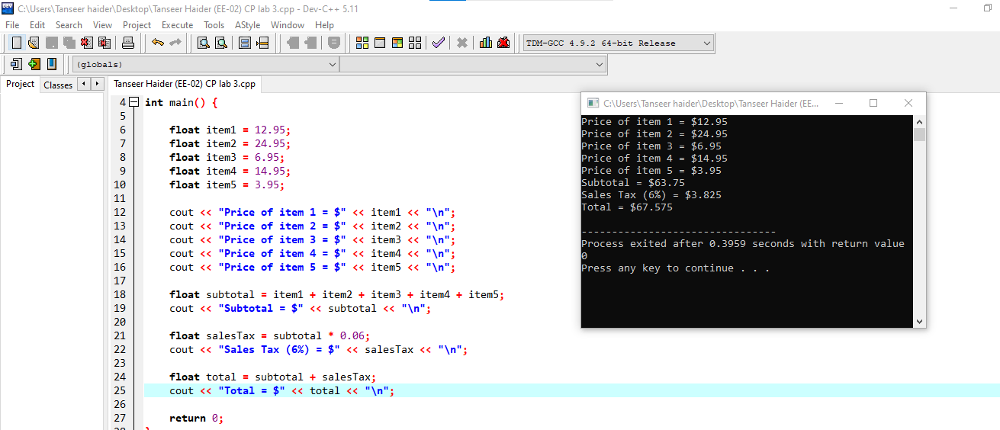 C:\Users\Tanseer haider\Desktop\Tanseer Haider (EE-02) CP lab 3.cpp - Dev-C++ 5.11
File Edit Search View Project Execute Tools AStyle Window Help
TDM-GCC 4.9.2 64-bit Release
(globals)
Project Classes
Tanseer Haider (EE-02) CP lab 3.cpp
4 int main() {
5
6 float item1 = 12.95;
7 float item2 = 24.95;
8 float item3 = 6.95;
9 float item4 = 14.95;
10 float item5 = 3.95;
11
12 cout << "Price of item 1 = $" << item1 << "\n";
13 cout << "Price of item 2 = $" << item2 << "\n";
14 cout << "Price of item 3 = $" << item3 << "\n";
15 cout << "Price of item 4 = $" << item4 << "\n";
16 cout << "Price of item 5 = $" << item5 << "\n";
17
18 float subtotal = item1 + item2 + item3 + item4 + item5;
19 cout << "Subtotal = $" << subtotal << "\n";
20
21 float salesTax = subtotal * 0.06;
22 cout << "Sales Tax (6%) = $" << salesTax << "\n";
23
24 float total = subtotal + salesTax;
25 cout << "Total = $" << total << "\n";
26
27 return 0;
C:\Users\Tanseer haider\Desktop\Tanseer Haider (EE...
Price of item 1 = $12.95
Price of item 2 = $24.95
Price of item 3 = $6.95
Price of item 4 = $14.95
Price of item 5 = $3.95
Subtotal = $63.75
Sales Tax (6%) = $3.825
Total = $67.575
--------------------------------
Process exited after 0.3959 seconds with return value
0
Press any key to continue . . .